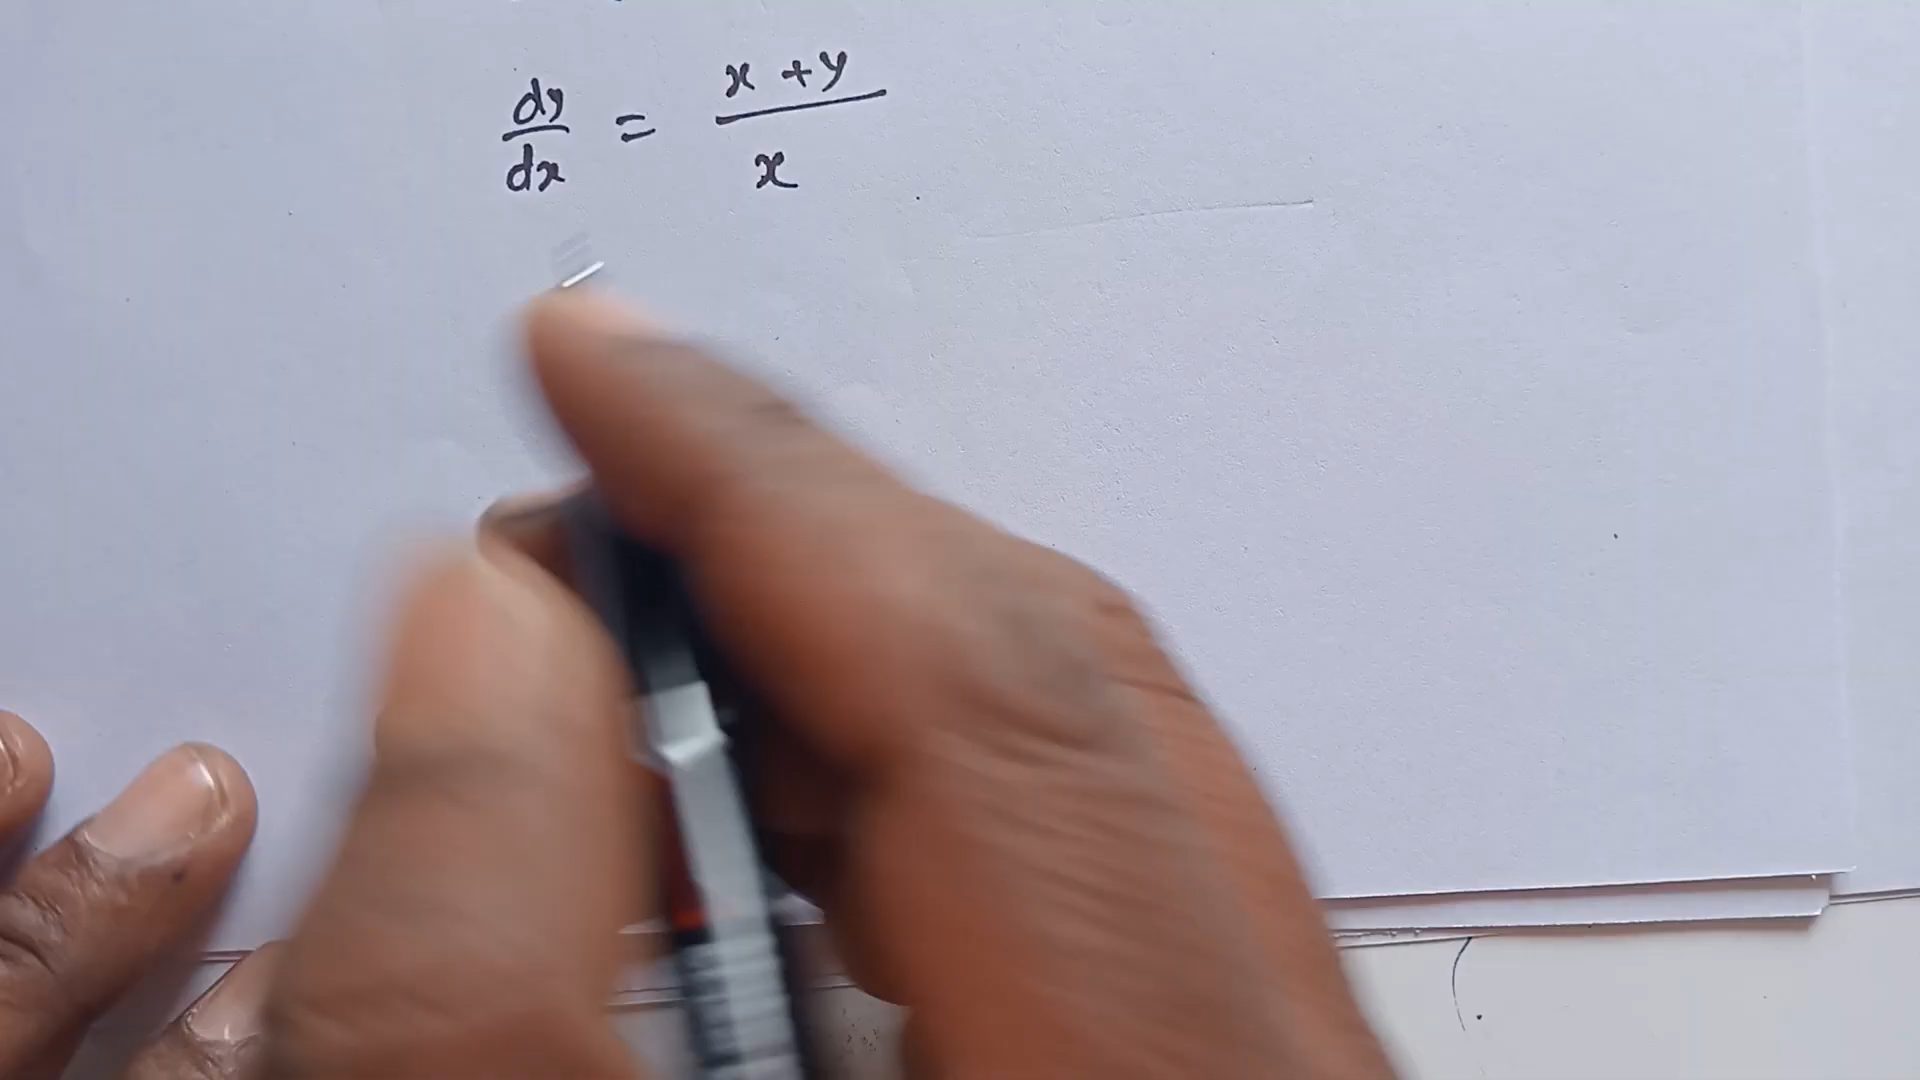 dy/dx = (x + y)/x